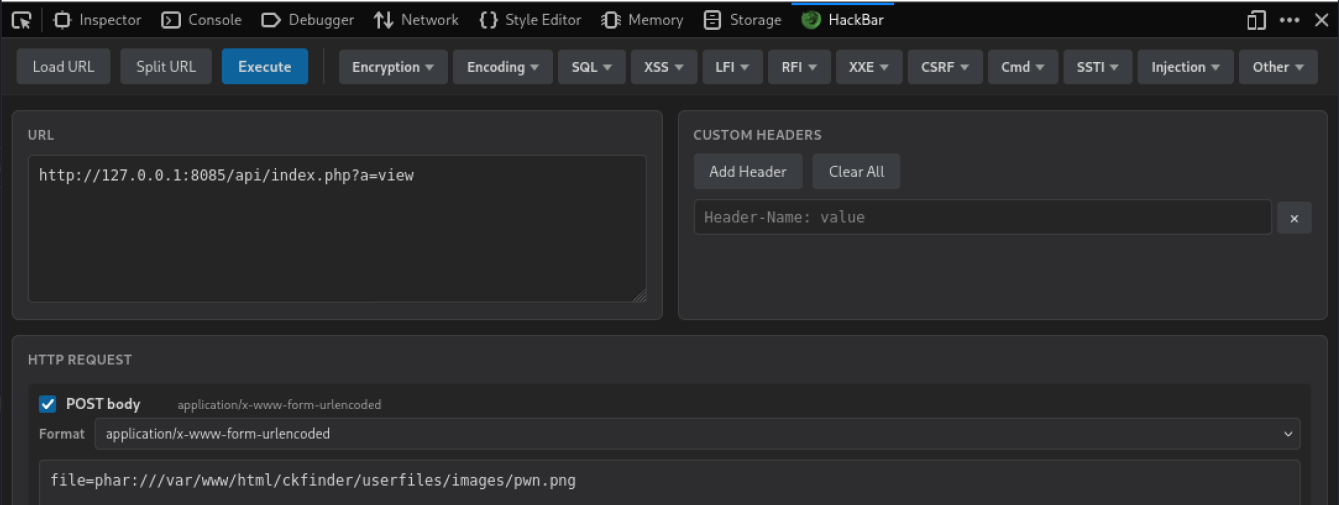 Inspector Console Debugger Network {} Style Editor Memory Storage HackBar
Load URL Split URL Execute Encryption Encoding SQL XSS LFI RFI XXE CSRF Cmd SSTI Injection Other
URL
http://127.0.0.1:8085/api/index.php?a=view
CUSTOM HEADERS
Add Header Clear All
Header-Name: value ×
HTTP REQUEST
POST body application/x-www-form-urlencoded
Format application/x-www-form-urlencoded
file=phar:///var/www/html/ckfinder/userfiles/images/pwn.png